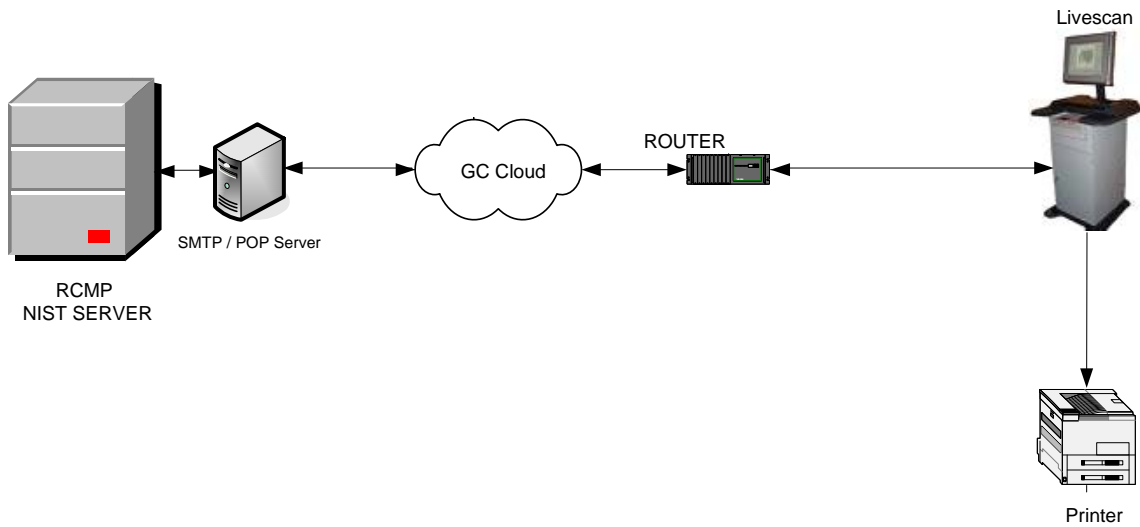 Livescan
ROUTER
GC Cloud
SMTP / POP Server
RCMP
NIST SERVER
Printer